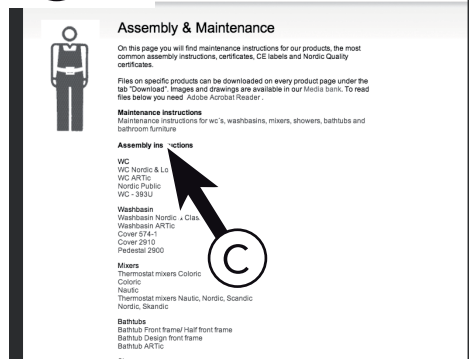 Assembly & Maintenance
On this page you will find maintenance instructions for our products, the most
common assembly instructions, certificates, CE labels and Nordic Quality
certificates.
Files on specific products can be downloaded on every product page under the
tab "Download". Images and drawings are available in our Media bank. To read
files below you need Adobe Acrobat Reader .
Maintenance instructions
Maintenance instructions for wc´s, washbasins, mixers, showers, bathtubs and
bathroom furniture
Assembly
WC
WC Nordic &
WC ARTic
Nordic Public
WC - 393U
Washbasin
Washbasin Nordic
Washbasin ARTic
Cover 574-1
Cover 2910
Pedestal 2900
C
Mixers
Thermostat mixers Coloric
Coloric
Nautic
Thermostat mixers Nautic, Nordic, Scandic
Nordic, Skandic
Bathtubs
Bathtub Front frame/ Half front frame
Bathtub Design front frame
Bathtub ARTic